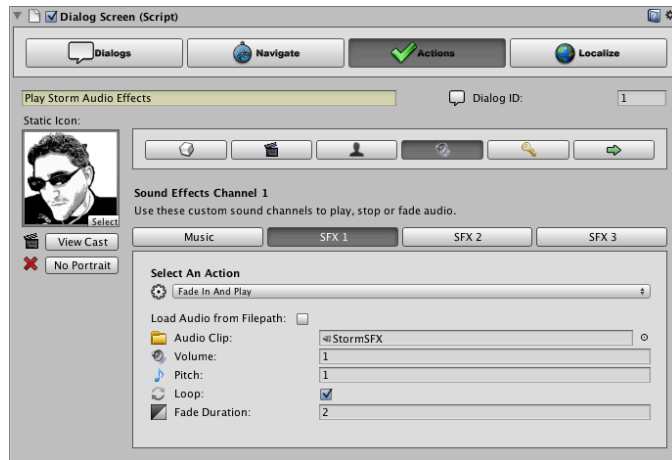 Dialog Screen (Script)
Dialogs Navigate Actions Localize
Play Storm Audio Effects Dialog ID: 1
Static Icon:
Select
View Cast
No Portrait
Sound Effects Channel 1
Use these custom sound channels to play, stop or fade audio.
Music SFX 1 SFX 2 SFX 3
Select An Action
Fade In And Play
Load Audio from Filepath:
Audio Clip: StormSFX
Volume: 1
Pitch: 1
Loop:
Fade Duration: 2